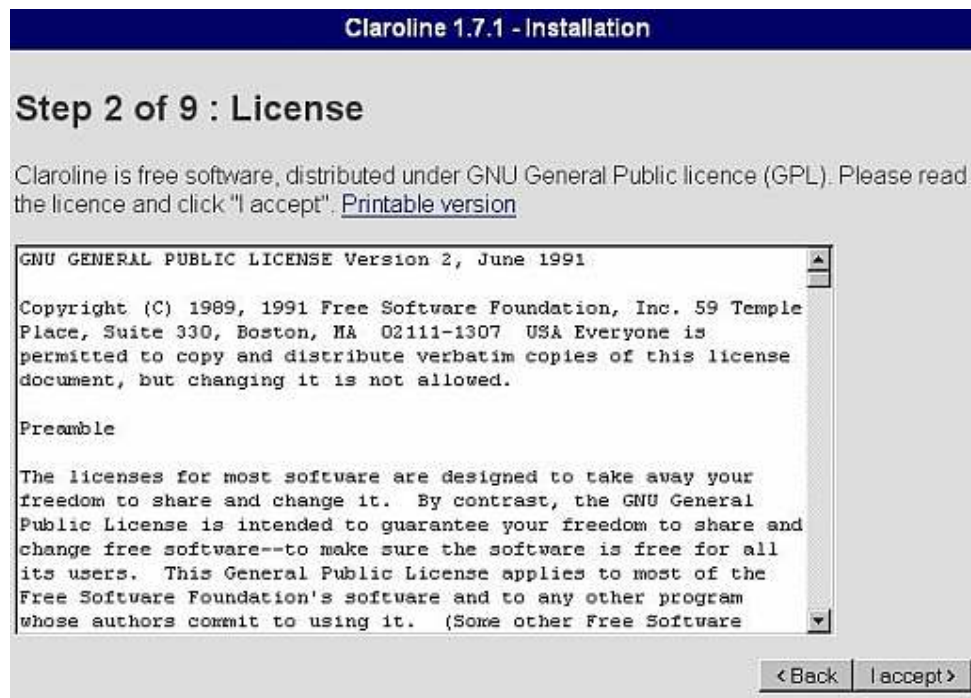 Claroline 1.7.1 - Installation
Step 2 of 9 : License
Claroline is free software, distributed under GNU General Public licence (GPL). Please read
the licence and click "I accept". Printable version
GNU GENERAL PUBLIC LICENSE Version 2, June 1991
Copyright (C) 1989, 1991 Free Software Foundation, Inc. 59 Temple
Place, Suite 330, Boston, MA  02111-1307  USA Everyone is
permitted to copy and distribute verbatim copies of this license
document, but changing it is not allowed.
Preamble
The licenses for most software are designed to take away your
freedom to share and change it.  By contrast, the GNU General
Public License is intended to guarantee your freedom to share and
change free software--to make sure the software is free for all
its users.  This General Public License applies to most of the
Free Software Foundation's software and to any other program
whose authors commit to using it.  (Some other Free Software
<Back
I accept>